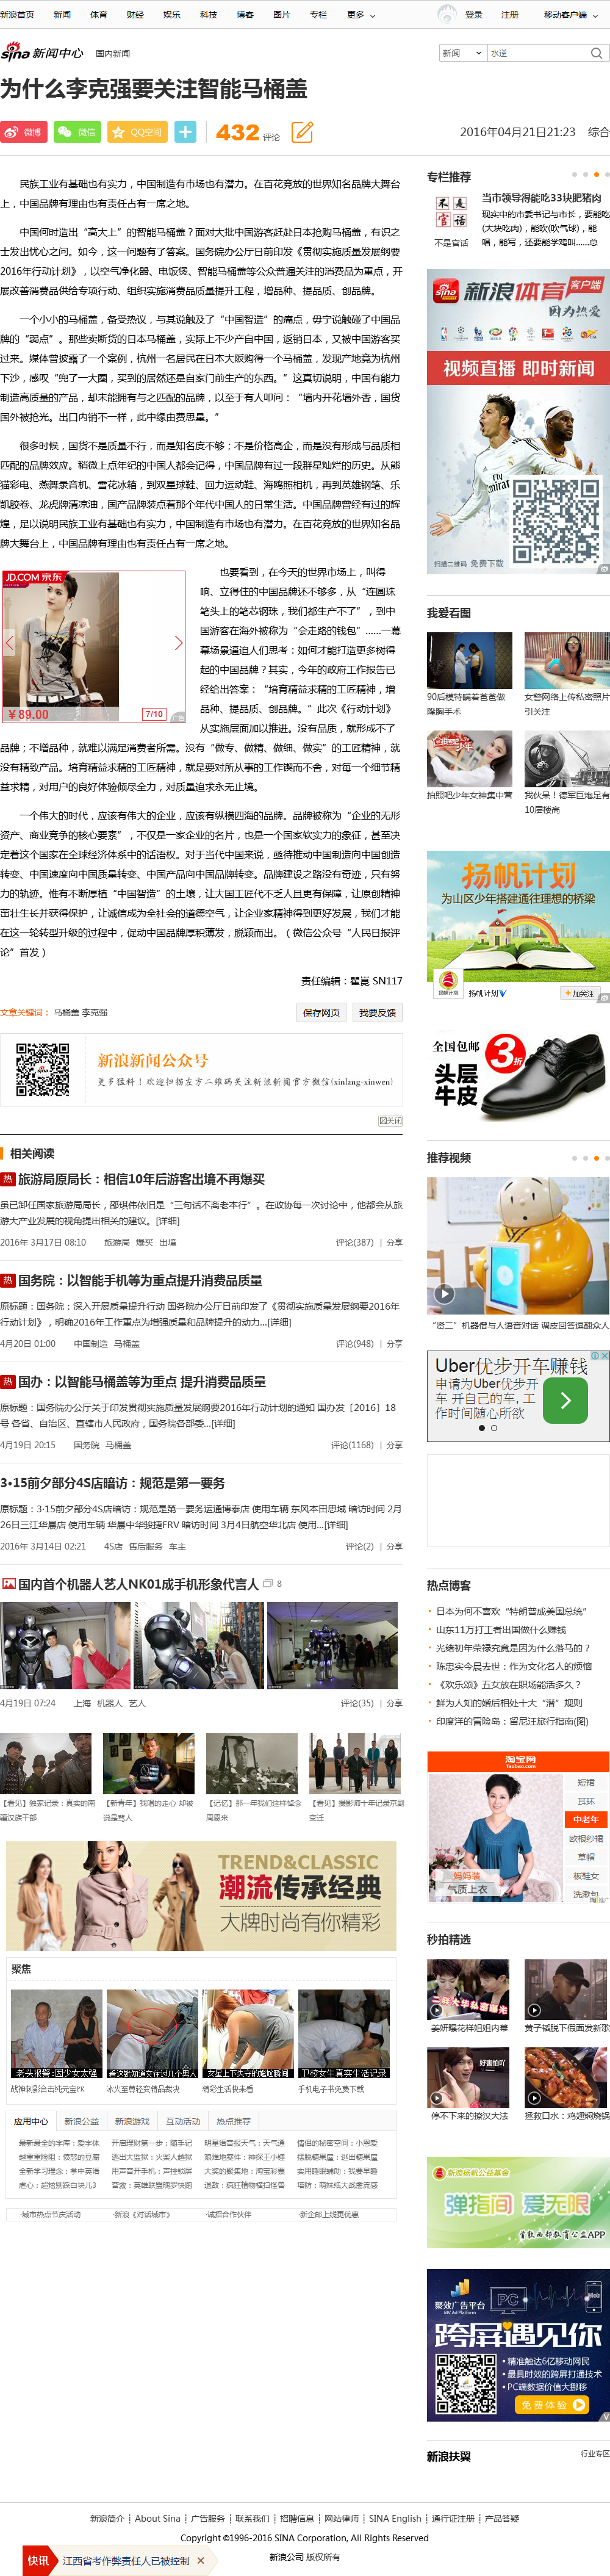 新浪首页 新闻 体育 财经 娱乐 科技 博客 图片 专栏 更多 登录 注册 移动客户端
sina 新闻中心 国内新闻 新闻 水逆
为什么李克强要关注智能马桶盖
微博 微信 QQ空间 432 评论 2016年04月21日21:23 综合
民族工业有基础也有实力，中国制造有市场也有潜力。在百花竞放的世界知名品牌大舞台
上，中国品牌有理由也有责任占有一席之地。
中国何时造出“高大上”的智能马桶盖？面对大批中国游客赶赴日本抢购马桶盖，有识之
士发出忧心之问。如今，这一问题有了答案。国务院办公厅日前印发《贯彻实施质量发展纲要
2016年行动计划》，以空气净化器、电饭煲、智能马桶盖等公众普遍关注的消费品为重点，开
展改善消费品供给专项行动、组织实施消费品质量提升工程，增品种、提品质、创品牌。
一个小小的马桶盖，备受热议，与其说触及了“中国智造”的痛点，毋宁说触碰了中国品
牌的“弱点”。那些卖断货的日本马桶盖，实际上不少产自中国，返销日本，又被中国游客买
过来。媒体曾披露了一个案例，杭州一名居民在日本大阪购得一个马桶盖，发现产地竟为杭州
下沙，感叹“兜了一大圈，买到的居然还是自家门前生产的东西。”这真切说明，中国有能力
制造高质量的产品，却未能拥有与之匹配的品牌，以至于有人叩问：“墙内开花墙外香，国货
国外被抢光。出口内销不一样，此中缘由费思量。”
很多时候，国货不是质量不行，而是知名度不够；不是价格高企，而是没有形成与品质相
匹配的品牌效应。稍微上点年纪的中国人都会记得，中国品牌有过一段群星灿烂的历史。从熊
猫彩电、燕舞录音机、雪花冰箱，到双星球鞋、回力运动鞋、海鸥照相机，再到英雄钢笔、乐
凯胶卷、龙虎牌清凉油，国产品牌装点着那个年代中国人的日常生活。中国品牌曾经有过的辉
煌，足以说明民族工业有基础也有实力，中国制造有市场也有潜力。在百花竞放的世界知名品
牌大舞台上，中国品牌有理由也有责任占有一席之地。
JD.COM 京东
¥89.00 7/10
也要看到，在今天的世界市场上，叫得
响、立得住的中国品牌还不够多，从“连圆珠
笔头上的笔芯钢珠，我们都生产不了”，到中
国游客在海外被称为“会走路的钱包”……一幕
幕场景逼迫人们思考：如何才能打造更多树得
起的中国品牌？其实，今年的政府工作报告已
经给出答案：“培育精益求精的工匠精神，增
品种、提品质、创品牌。”此次《行动计划》
从实施层面加以推进。没有品质，就形成不了
品牌；不增品种，就难以满足消费者所需。没有“做专、做精、做细、做实”的工匠精神，就
没有精致产品。培育精益求精的工匠精神，就是要对所从事的工作锲而不舍，对每一个细节精
益求精，对用户的良好体验倾尽全力，对质量追求永无止境。
一个伟大的时代，应该有伟大的企业，应该有纵横四海的品牌。品牌被称为“企业的无形
资产、商业竞争的核心要素”，不仅是一家企业的名片，也是一个国家软实力的象征，甚至决
定着这个国家在全球经济体系中的话语权。对于当代中国来说，亟待推动中国制造向中国创造
转变、中国速度向中国质量转变、中国产品向中国品牌转变。品牌建设之路没有奇迹，只有努
力的轨迹。惟有不断厚植“中国智造”的土壤，让大国工匠代不乏人且更有保障，让原创精神
茁壮生长并获得保护，让诚信成为全社会的道德空气，让企业家精神得到更好发展，我们才能
在这一轮转型升级的过程中，促动中国品牌厚积薄发，脱颖而出。（微信公众号“人民日报评
论”首发）
责任编辑：瞿崑 SN117
文章关键词： 马桶盖 李克强 保存网页 我要反馈
新浪新闻公众号
更多猛料！欢迎扫描左方二维码关注新浪新闻官方微信(xinlang-xinwen)
关闭
相关阅读
热 旅游局原局长：相信10年后游客出境不再爆买
虽已卸任国家旅游局局长，邵琪伟依旧是“三句话不离老本行”。在政协每一次讨论中，他都会从旅
游大产业发展的视角提出相关的建议。[详细]
2016年 3月17日 08:10 旅游局 爆买 出境 评论(387) | 分享
热 国务院：以智能手机等为重点提升消费品质量
原标题：国务院：深入开展质量提升行动 国务院办公厅日前印发了《贯彻实施质量发展纲要2016年
行动计划》，明确2016年工作重点为增强质量和品牌提升的动力...[详细]
4月20日 01:00 中国制造 马桶盖 评论(948) | 分享
热 国办：以智能马桶盖等为重点 提升消费品质量
原标题：国务院办公厅关于印发贯彻实施质量发展纲要2016年行动计划的通知 国办发〔2016〕18
号 各省、自治区、直辖市人民政府，国务院各部委...[详细]
4月19日 20:15 国务院 马桶盖 评论(1168) | 分享
3•15前夕部分4S店暗访：规范是第一要务
原标题：3·15前夕部分4S店暗访：规范是第一要务运通博泰店 使用车辆 东风本田思域 暗访时间 2月
26日三江华晨店 使用车辆 华晨中华骏捷FRV 暗访时间 3月4日航空华北店 使用...[详细]
2016年 3月14日 02:21 4S店 售后服务 车主 评论(2) | 分享
国内首个机器人艺人NK01成手机形象代言人 8
4月19日 07:24 上海 机器人 艺人 评论(35) | 分享
【看见】独家记录：真实的南疆汉族干部
【新青年】我唱的走心 却被说是骂人
【记忆】那一年我们这样悼念周恩来
【看见】摄影师十年记录京剧变迁
TREND&CLASSIC
潮流传承经典
大牌时尚有你精彩
聚焦
老头报警:因少女太强
看这就知道交往过几个男人
女星上下失守的尴尬瞬间
卫校女生真实生活记录
冰火至尊轻变精品裁决 精彩生活快来看 手机电子书免费下载
应用中心 新浪公益 新浪游戏 互动活动 热点推荐
最新最全的字库：爱字体 开启理财第一步：随手记 明星语音报天气：天气通 情侣的秘密空间：小恩爱
越重重险阻：愤怒的豆腐 逃出大监狱：火柴人越狱 艰难地案件：神探王小锤 摆脱糖果屋：逃出糖果屋
全新学习理念：掌中英语 用声音开手机：声控锁屏 大奖的聚集地：淘宝彩票 实用睡眠辅助：我要早睡
虐心：超炫别踩白块儿3 营救：英雄联盟瑰罗快跑 退敌：疯狂植物横扫怪兽 塔防：萌妹纸大战盒流感
·城市热点节庆活动 ·新浪《对话城市》 ·诚招合作伙伴 ·新企邮上线更优惠
专栏推荐
不是官话
不是官话
当市领导得能吃33块肥猪肉
现实中的市委书记与市长，要能吃
(大块吃肉)，能吹(吹气球)，能
唱，能写，还要能学鸡叫……总
sina 新浪体育 客户端
因为热爱
视频直播 即时新闻
扫描二维码 免费下载
我爱看图
90后模特瞒着爸爸做隆胸手术
女警网络上传私密照片引关注
拍照吧少年女神集中营
我伙呆！德军巨炮足有10层楼高
扬帆计划
为山区少年搭建通往理想的桥梁
扬帆计划 +加关注
全国包邮 3折
头层牛皮
推荐视频
“贤二”机器僧与人语音对话 调皮回答逗翻众人
Uber优步开车赚钱
申请为Uber优步开
车 开自己的车, 工
作时间随心所欲
热点博客
日本为何不喜欢“特朗普成美国总统”
山东11万打工者出国做什么赚钱
光绪初年荣禄究竟是因为什么落马的？
陈忠实今晨去世：作为文化名人的烦恼
《欢乐颂》五女放在职场能活多久？
鲜为人知的婚后相处十大“潜”规则
印度洋的冒险岛：留尼汪旅行指南(图)
淘宝网
Taobao.com
短裙
耳环
中老年
欧根纱裙
草帽
板鞋女
洗漱包
妈妈装
气质上衣
秒拍精选
姜妍曝花样姐姐内幕 黄子韬脱下假面发新歌
停不下来的撩汉大法 拯救口水：鸡翅焖烧锅
新浪扬帆公益基金
弹指间 爱无限
掌教西部教育公益APP
聚效广告平台
MV Ad Platform
PC Mob
跨屏遇见你
精准触达6亿移动网民
最具时效的跨屏打通技术
PC端数据价值大挪移
免费体验
新浪扶翼 行业专区
新浪简介 | About Sina | 广告服务 | 联系我们 | 招聘信息 | 网站律师 | SINA English | 通行证注册 | 产品答疑
Copyright ©1996-2016 SINA Corporation, All Rights Reserved
新浪公司 版权所有
快讯 江西省考作弊责任人已被控制 ×